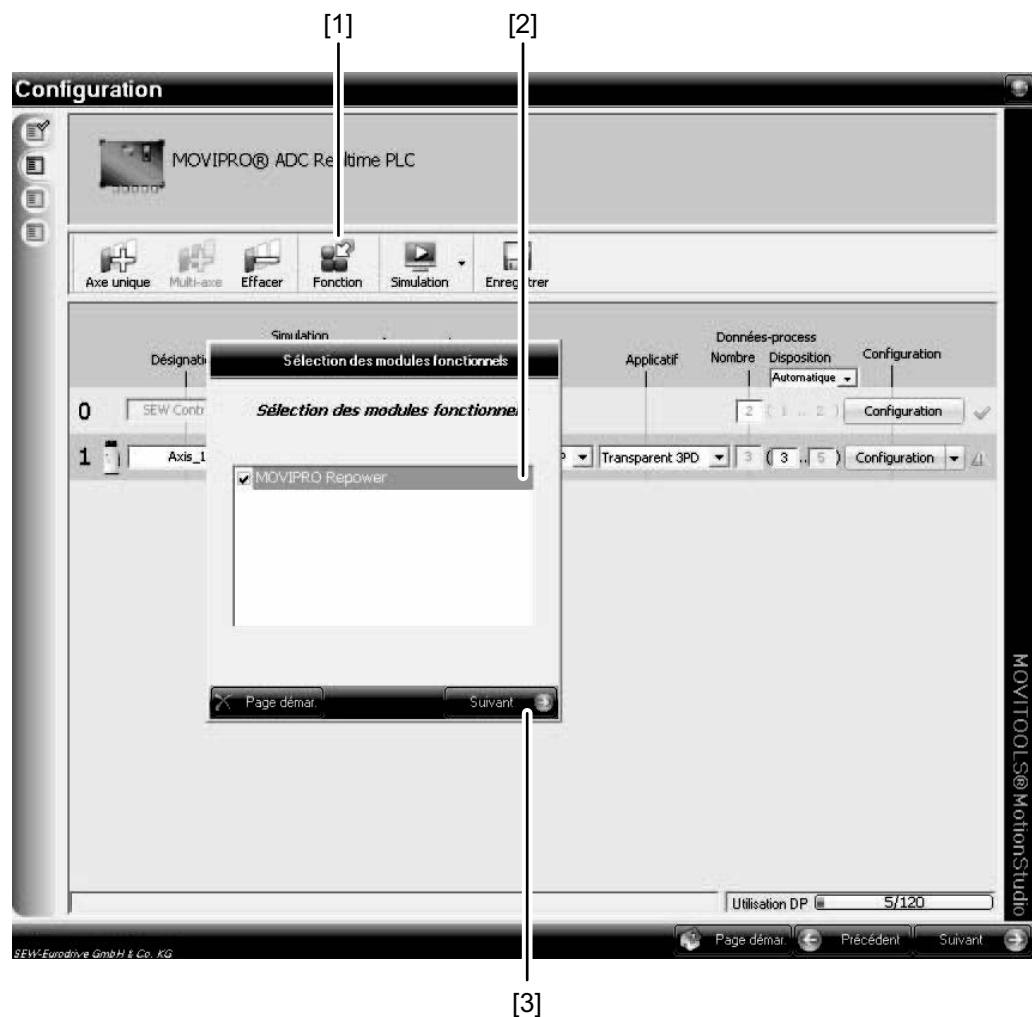 [1] [2]
Configuration
MOVIPRO® ADC Realtime PLC
Axe unique Multi-axe Effacer Fonction Simulation Enregistrer
Simulation
Données-process
Désignati Applicatif Nombre Disposition Configuration
Automatique
Sélection des modules fonctionnels
0 SEW Contr 2 ( 1 .. 2 ) Configuration
Sélection des modules fonctionnels
1 Axis_1 P Transparent 3PD 3 ( 3 .. 5 ) Configuration
MOVIPRO Repower
Page démar. Suivant
MOVITOOLS® MotionStudio
Utilisation DP 5/120
Page démar. Précédent Suivant
SEW-Eurodrive GmbH & Co. KG
[3]